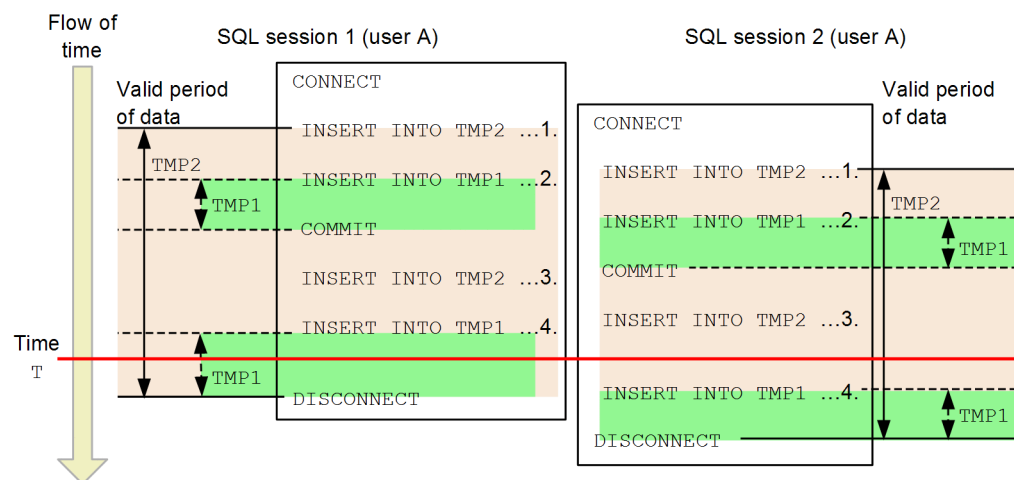 Flow of
time
SQL session 1 (user A)
SQL session 2 (user A)
Valid period
of data
CONNECT
INSERT INTO TMP2 ...1.
TMP2
INSERT INTO TMP1 ...2.
TMP1
COMMIT
INSERT INTO TMP2 ...3.
INSERT INTO TMP1 ...4.
Time
T
TMP1
DISCONNECT
Valid period
of data
CONNECT
INSERT INTO TMP2 ...1.
TMP2
INSERT INTO TMP1 ...2.
TMP1
COMMIT
INSERT INTO TMP2 ...3.
INSERT INTO TMP1 ...4.
TMP1
DISCONNECT